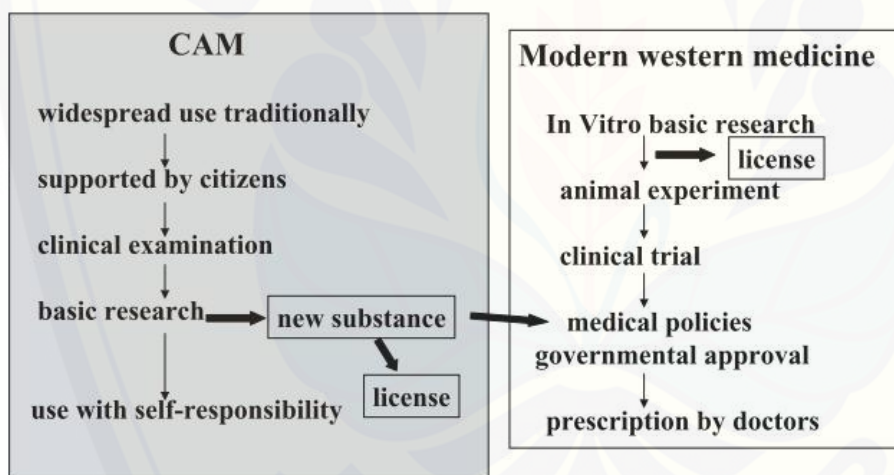 CAM
widespread use traditionally
supported by citizens
clinical examination
basic research
new substance
license
use with self-responsibility
Modern western medicine
In Vitro basic research
license
animal experiment
clinical trial
medical policies
governmental approval
prescription by doctors